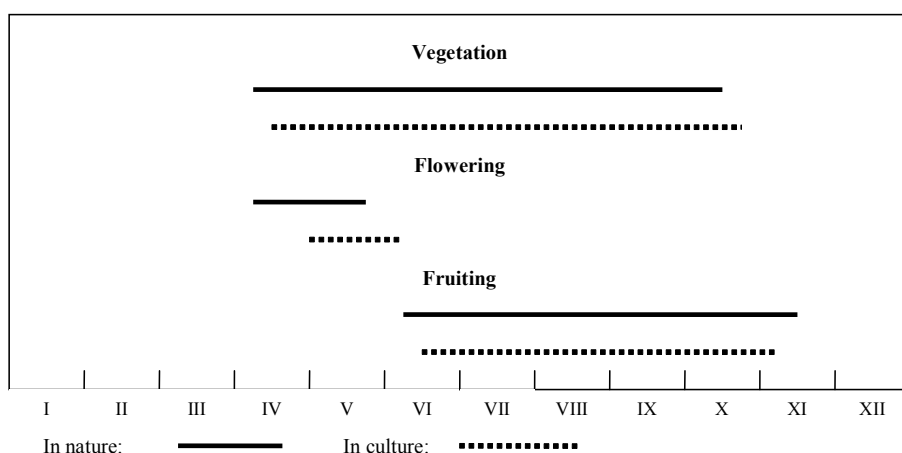 Vegetation
Flowering
Fruiting
I II III IV V VI VII VIII IX X XI XII
In nature: In culture: